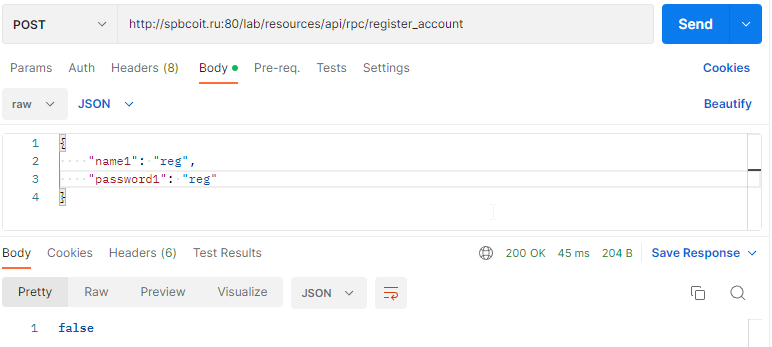 POST http://spbcoit.ru:80/lab/resources/api/rpc/register_account Send
Params Auth Headers (8) Body Pre-req. Tests Settings Cookies
raw JSON Beautify
1 {
2 "name1": "reg",
3 "password1": "reg"
4 }
Body Cookies Headers (6) Test Results 200 OK 45 ms 204 B Save Response
Pretty Raw Preview Visualize JSON
1 false